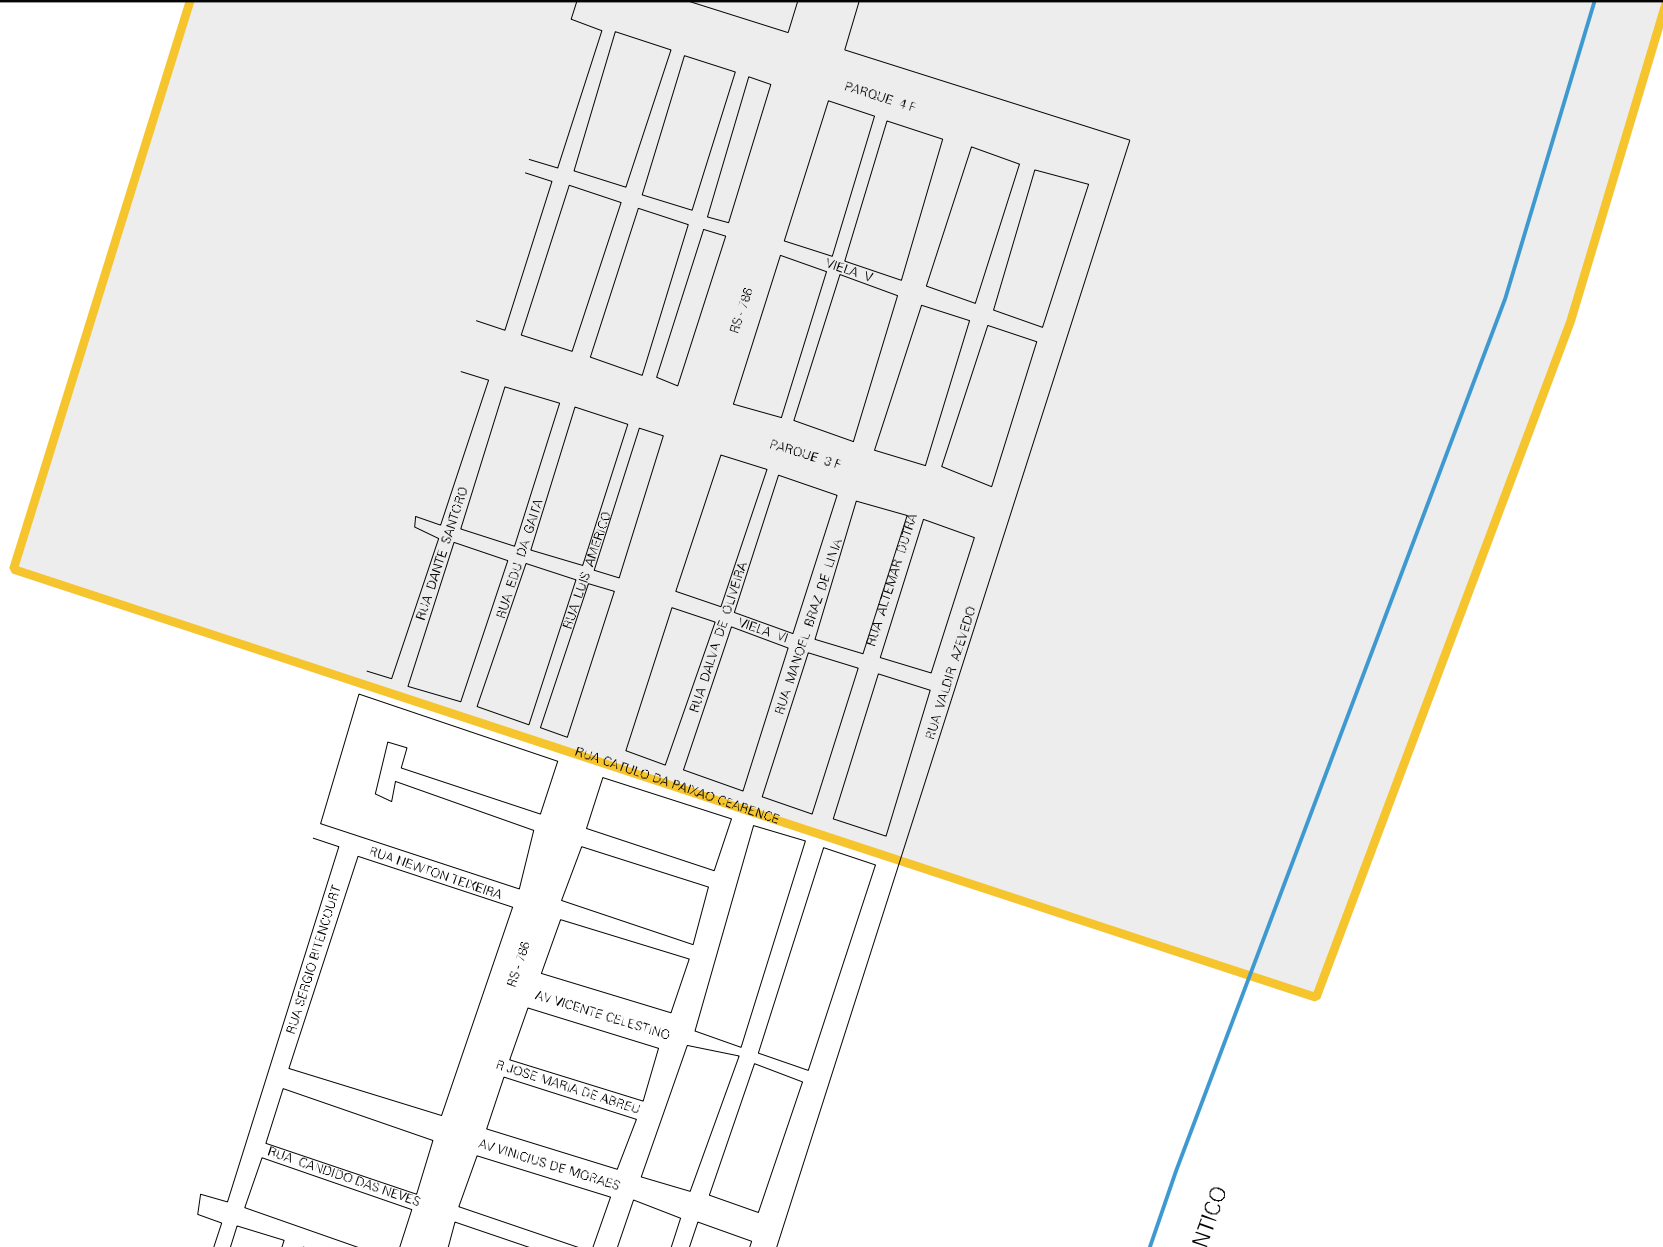 PARQUE 4F
VIELA V
RS - 786
PARQUE 3F
RUA DANTE SANTORO
RUA EDU DA GAITA
RUA LUIS AMERICO
RUA DALVA DE OLIVEIRA
VIELA VI
RUA MANOEL BRAZ DE LIMA
RUA ALTEMAR DUTRA
RUA VALDIR AZEVEDO
RUA CATULO DA PAIXAO CEARENCE
RUA NEWTON TEIXEIRA
RUA SERGIO BITENCOURT
RS - 786
AV VICENTE CELESTINO
R JOSE MARIA DE ABREU
AV VINICIUS DE MORAES
RUA CANDIDO DAS NEVES
NTICO